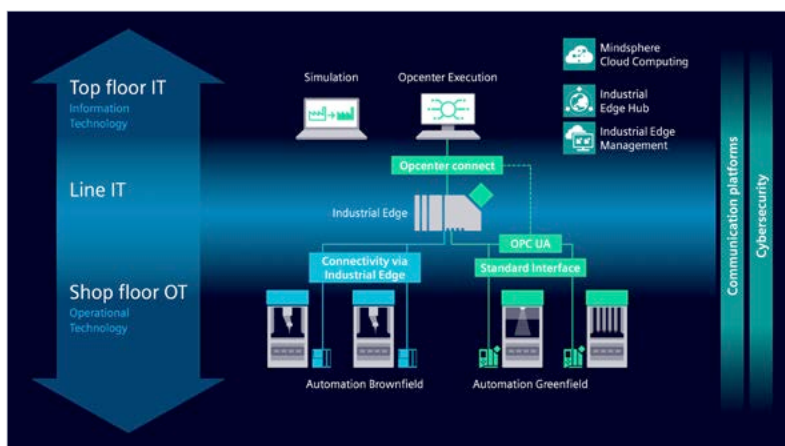 Top floor IT
Information
Technology
Line IT
Shop floor OT
Operational
Technology
Simulation
Opcenter Execution
Mindsphere
Cloud Computing
Industrial
Edge Hub
Industrial Edge
Management
Opcenter connect
Industrial Edge
OPC UA
Connectivity via
Industrial Edge
Standard Interface
Automation Brownfield
Automation Greenfield
Communication platforms
Cybersecurity